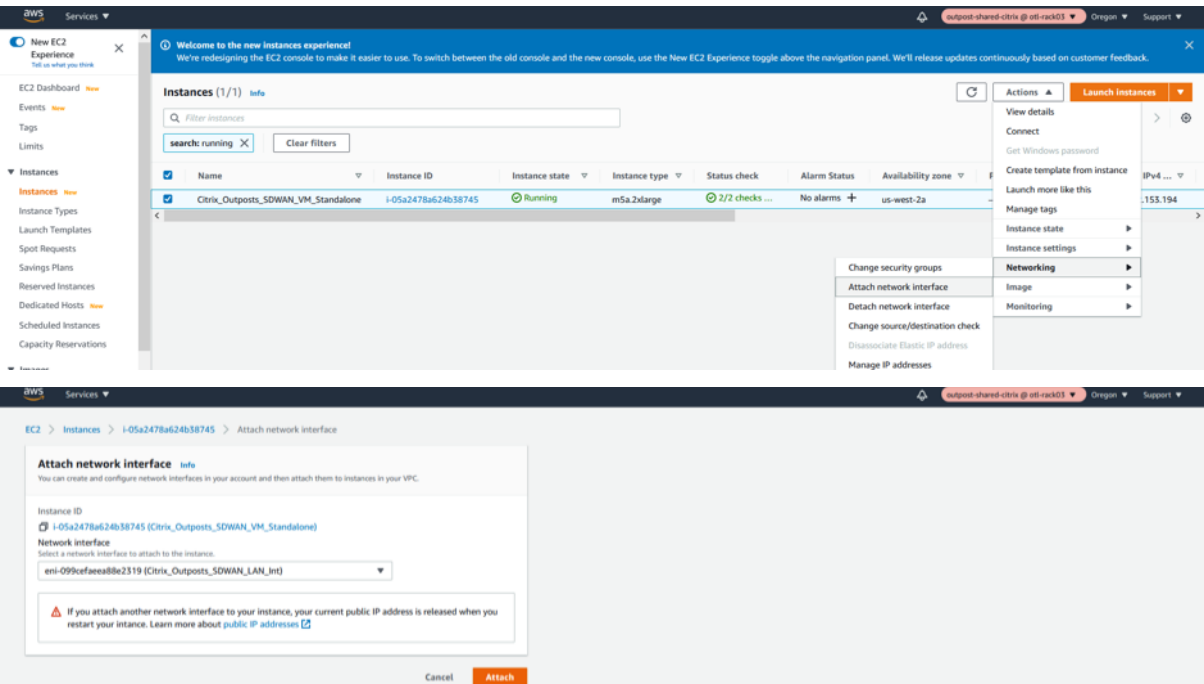 aws Services
outpost-shared-citrix @ otl-rack03 Oregon Support
New EC2
Experience
Tell us what you think
Welcome to the new instances experience!
We're redesigning the EC2 console to make it easier to use. To switch between the old console and the new console, use the New EC2 Experience toggle above the navigation panel. We'll release updates continuously based on customer feedback.
EC2 Dashboard New
Events New
Tags
Limits
Instances
Instances New
Instance Types
Launch Templates
Spot Requests
Savings Plans
Reserved Instances
Dedicated Hosts New
Scheduled Instances
Capacity Reservations
Images
Instances (1/1) Info
Actions Launch instances
Filter instances
search: running Clear filters
Name Instance ID Instance state Instance type Status check Alarm Status Availability zone IPv4 ...
Citrix_Outposts_SDWAN_VM_Standalone i-05a2478a624b38745 Running m5a.2xlarge 2/2 checks ... No alarms us-west-2a – .153.194
View details
Connect
Get Windows password
Create template from instance
Launch more like this
Manage tags
Instance state
Instance settings
Networking
Image
Monitoring
Change security groups
Attach network interface
Detach network interface
Change source/destination check
Disassociate Elastic IP address
Manage IP addresses
aws Services
outpost-shared-citrix @ otl-rack03 Oregon Support
EC2 > Instances > i-05a2478a624b38745 > Attach network interface
Attach network interface Info
You can create and configure network interfaces in your account and then attach them to instances in your VPC.
Instance ID
i-05a2478a624b38745 (Citrix_Outposts_SDWAN_VM_Standalone)
Network interface
Select a network interface to attach to the instance.
eni-099cefaeea88e2319 (Citrix_Outposts_SDWAN_LAN_Int)
If you attach another network interface to your instance, your current public IP address is released when you
restart your intance. Learn more about public IP addresses
Cancel Attach